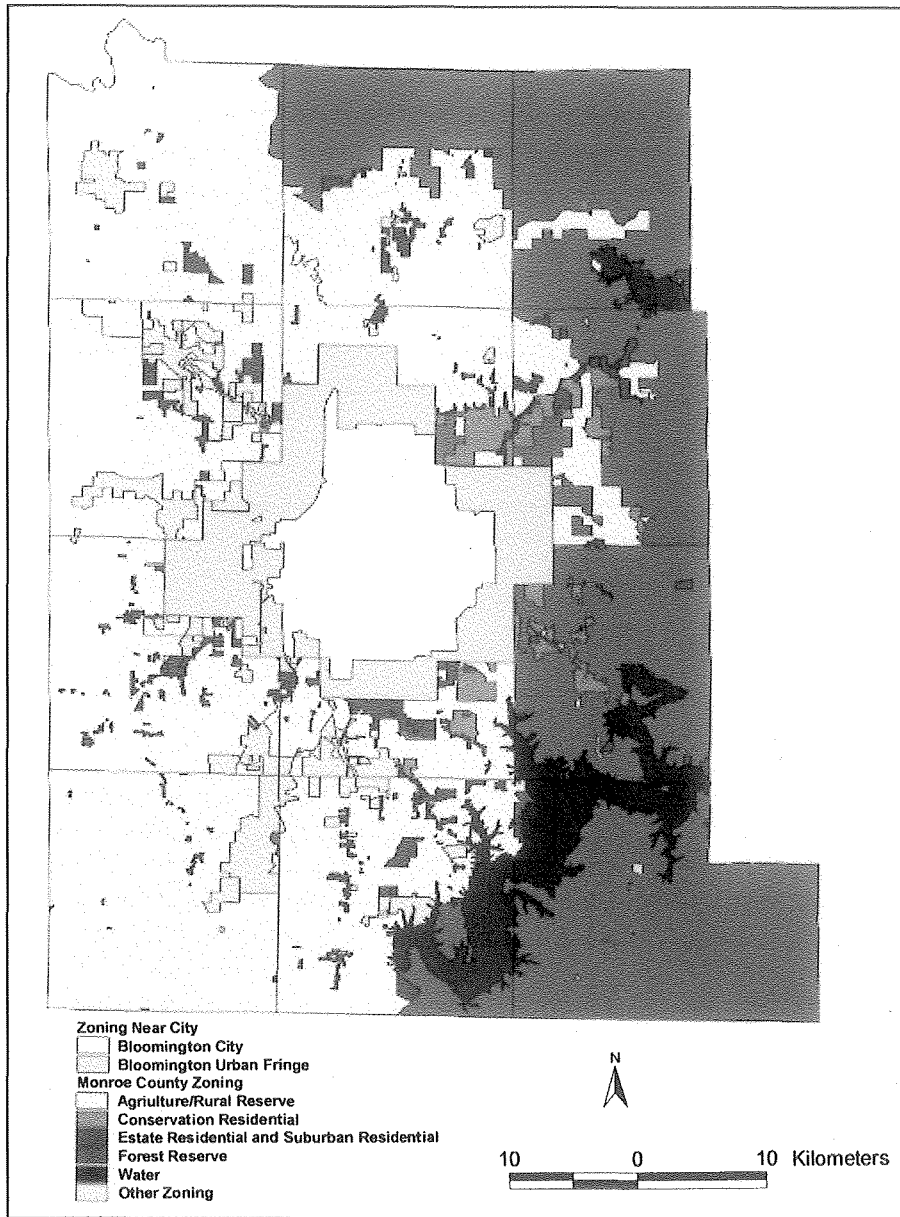 Zoning Near City
Bloomington City
Bloomington Urban Fringe
Monroe County Zoning
Agriulture/Rural Reserve
Conservation Residential
Estate Residential and Suburban Residential
Forest Reserve
Water
Other Zoning
N
10 0 10 Kilometers